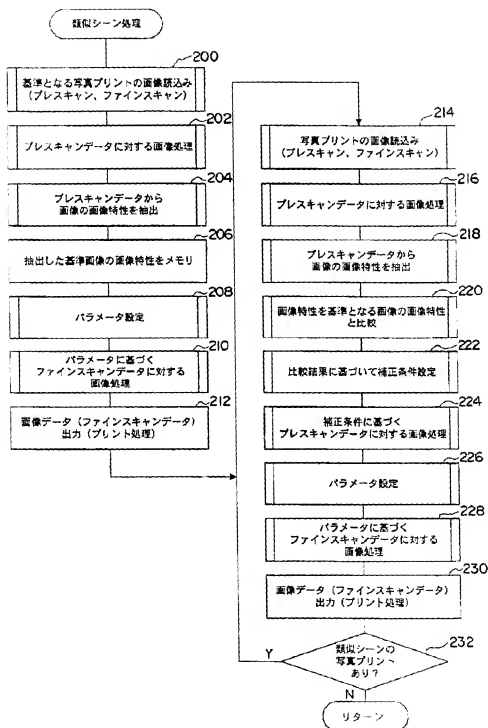 類似シーン処理
200
基準となる写真プリントの画像読込み
(プレスキャン、ファインスキャン)
202
プレスキャンデータに対する画像処理
204
プレスキャンデータから
画像の画像特性を抽出
206
抽出した基準画像の画像特性をメモリ
208
パラメータ設定
210
パラメータに基づく
ファインスキャンデータに対する
画像処理
212
画像データ(ファインスキャンデータ)
出力(プリント処理)
214
写真プリントの画像読込み
(プレスキャン、ファインスキャン)
216
プレスキャンデータに対する画像処理
218
プレスキャンデータから
画像の画像特性を抽出
220
画像特性を基準となる画像の画像特性
と比較
222
比較結果に基づいて補正条件設定
224
補正条件に基づく
プレスキャンデータに対する画像処理
226
パラメータ設定
228
パラメータに基づく
ファインスキャンデータに対する
画像処理
230
画像データ(ファインスキャンデータ)
出力(プリント処理)
232
類似シーンの
写真プリント
あり?
Y
N
リターン